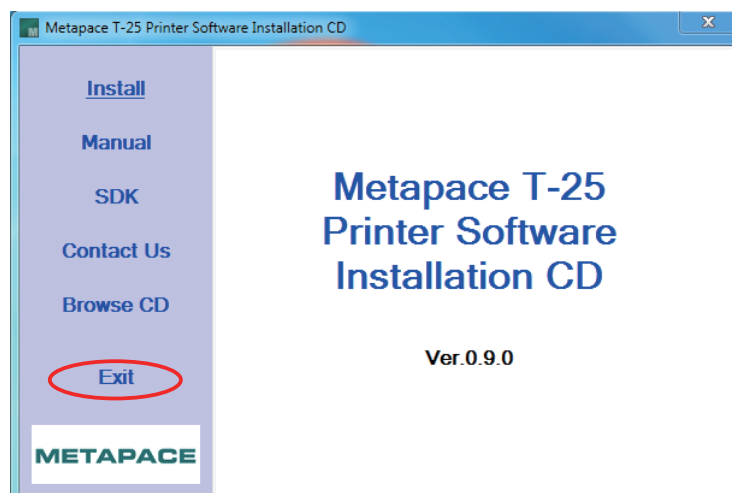 Metapace T-25 Printer Software Installation CD
X
Install
Manual
SDK
Contact Us
Browse CD
Exit
METAPACE
Metapace T-25
Printer Software
Installation CD
Ver.0.9.0